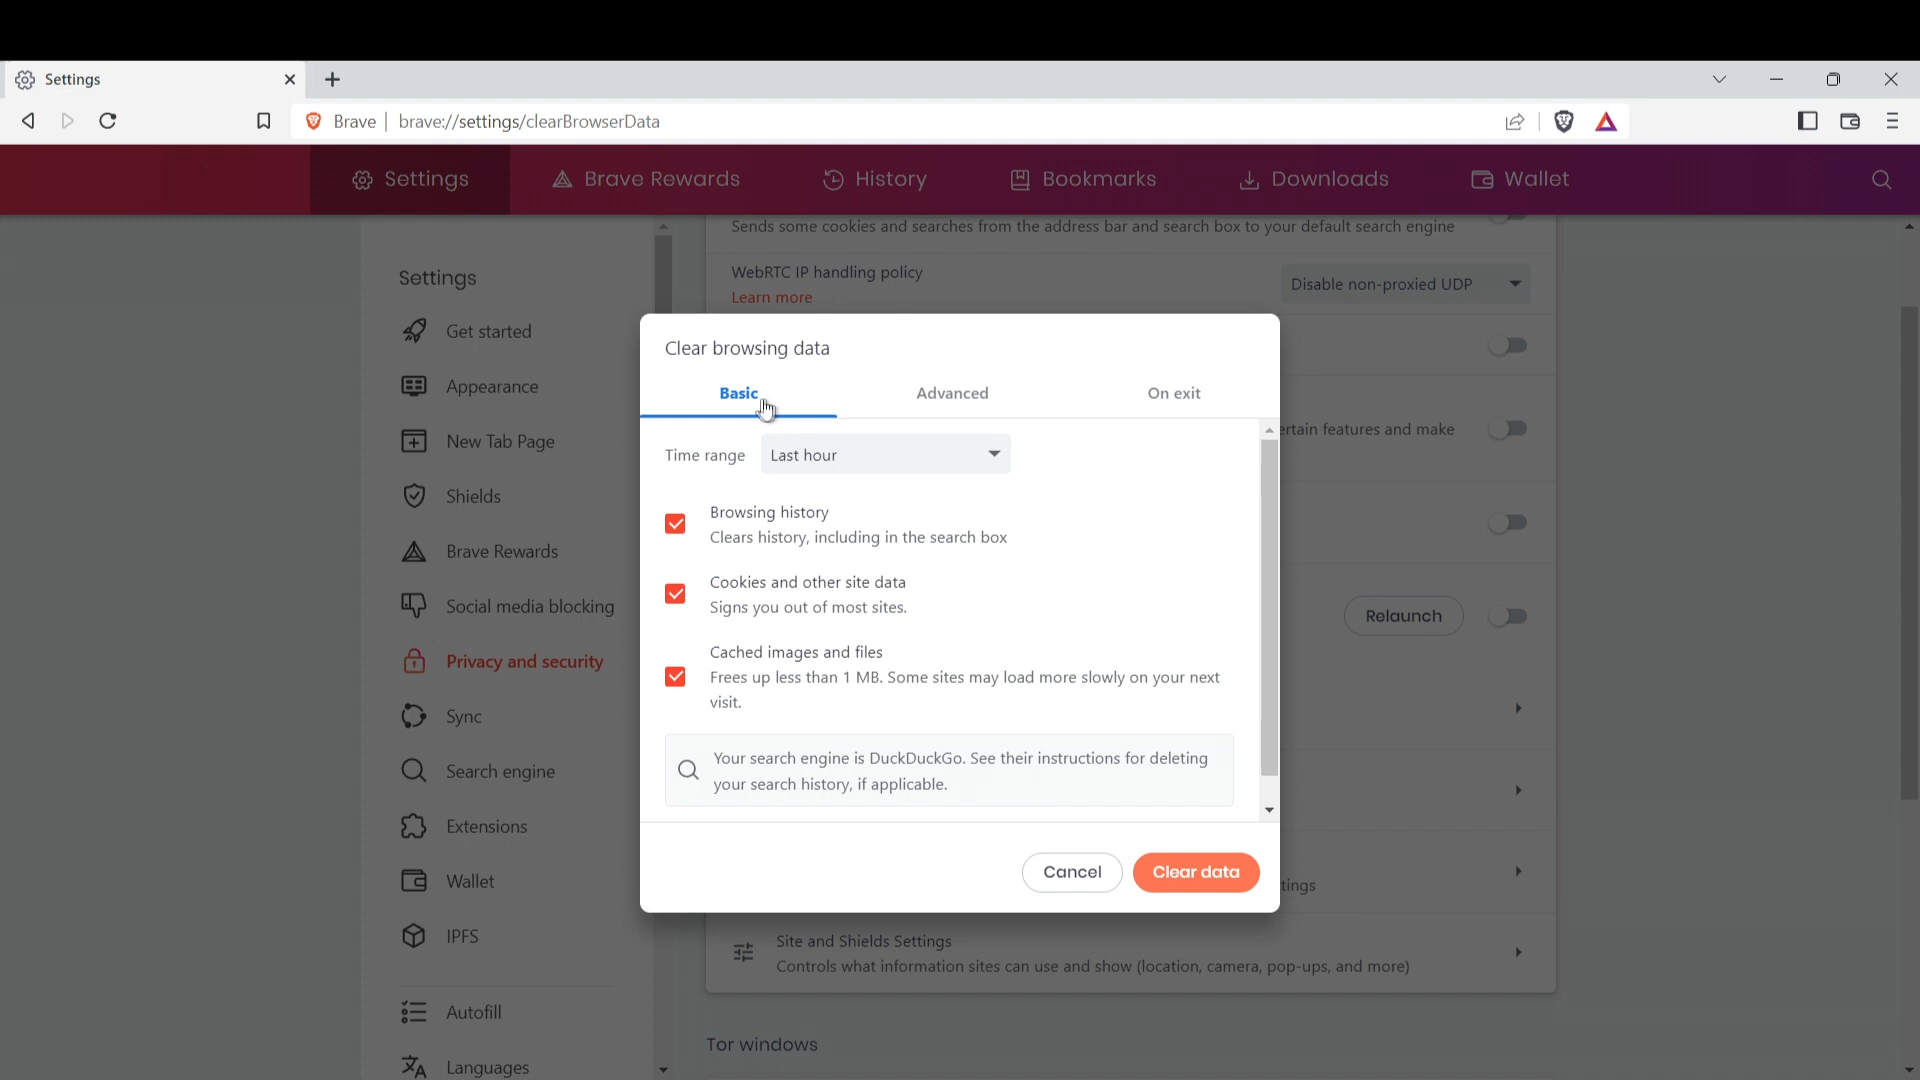 Settings
Brave
brave://settings/clearBrowserData
Settings
Brave Rewards
History
Bookmarks
Downloads
Wallet
Sends some cookies and searches from the address bar and search box to your default search engine
Settings
WebRTC IP handling policy
Learn more
Disable non-proxied UDP
Get started
Appearance
New Tab Page
Shields
Brave Rewards
Social media blocking
Privacy and security
Sync
Search engine
Extensions
Wallet
IPFS
Autofill
Languages
Clear browsing data
Basic
Advanced
On exit
Time range
Last hour
Browsing history
Clears history, including in the search box
Cookies and other site data
Signs you out of most sites.
Cached images and files
Frees up less than 1 MB. Some sites may load more slowly on your next
visit.
Your search engine is DuckDuckGo. See their instructions for deleting
your search history, if applicable.
Cancel
Clear data
features and make
Relaunch
Site and Shields Settings
Controls what information sites can use and show (location, camera, pop-ups, and more)
Tor windows